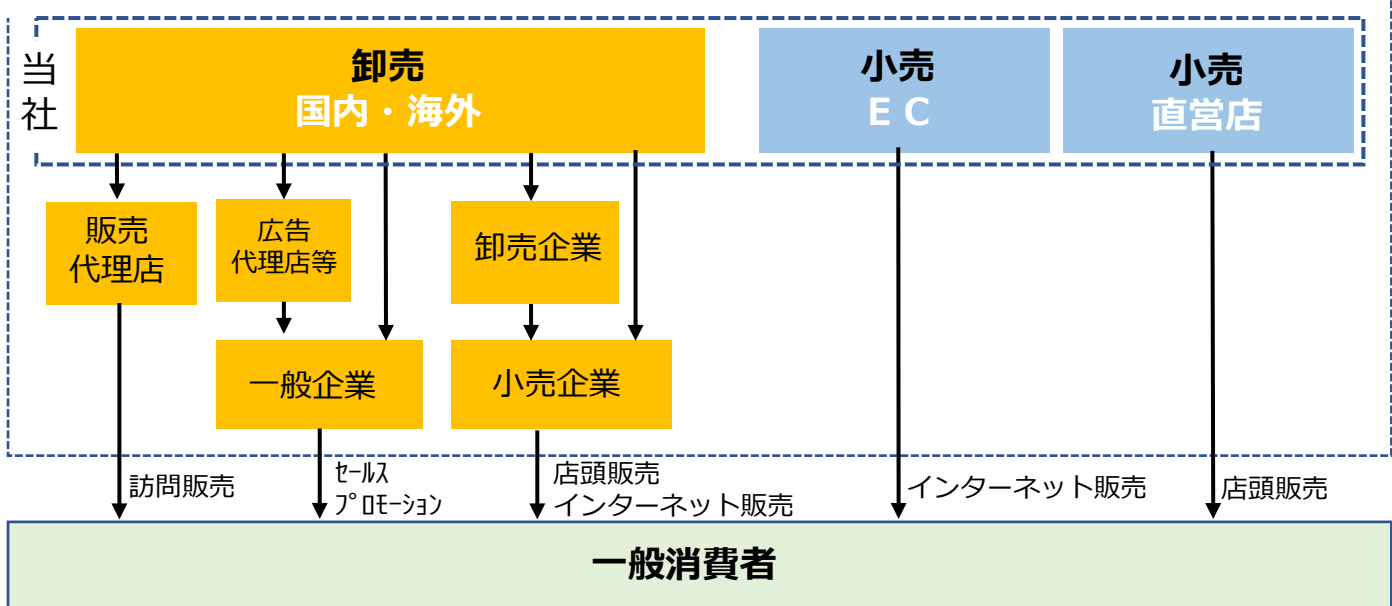 当
社
卸売
国内・海外
小売
ＥＣ
小売
直営店
販売
代理店
広告
代理店等
卸売企業
一般企業
小売企業
訪問販売
ｾｰﾙｽ
ﾌﾟﾛﾓｰｼｮﾝ
店頭販売
インターネット販売
インターネット販売
店頭販売
一般消費者